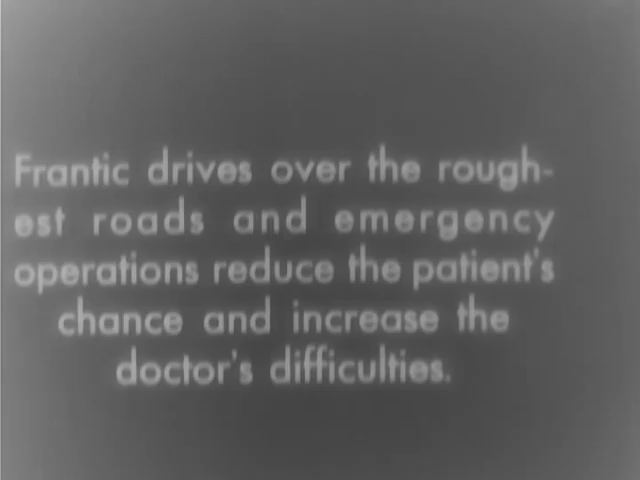 Frantic drives over the rough-
est roads and emergency
operations reduce the patient's
chance and increase the
doctor's difficulties.